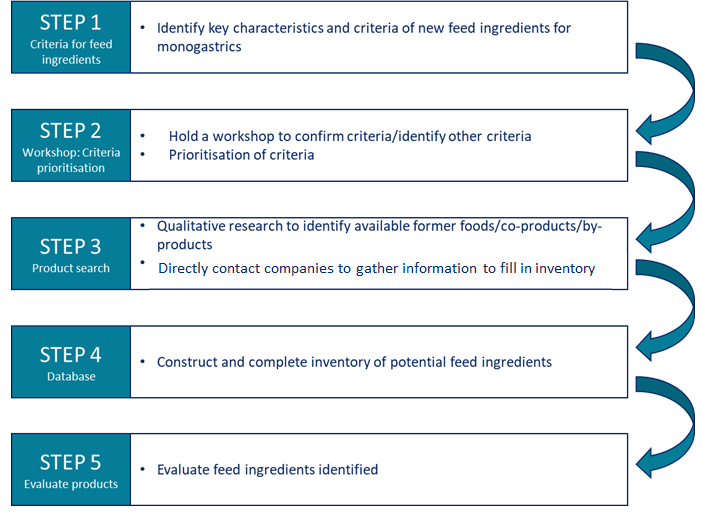 STEP 1
Criteria for feed
ingredients
• Identify key characteristics and criteria of new feed ingredients for
monogastrics
STEP 2
Workshop: Criteria
prioritisation
• Hold a workshop to confirm criteria/identify other criteria
• Prioritisation of criteria
STEP 3
Product search
• Qualitative research to identify available former foods/co-products/by-
products
• Directly contact companies to gather information to fill in inventory
STEP 4
Database
• Construct and complete inventory of potential feed ingredients
STEP 5
Evaluate products
• Evaluate feed ingredients identified